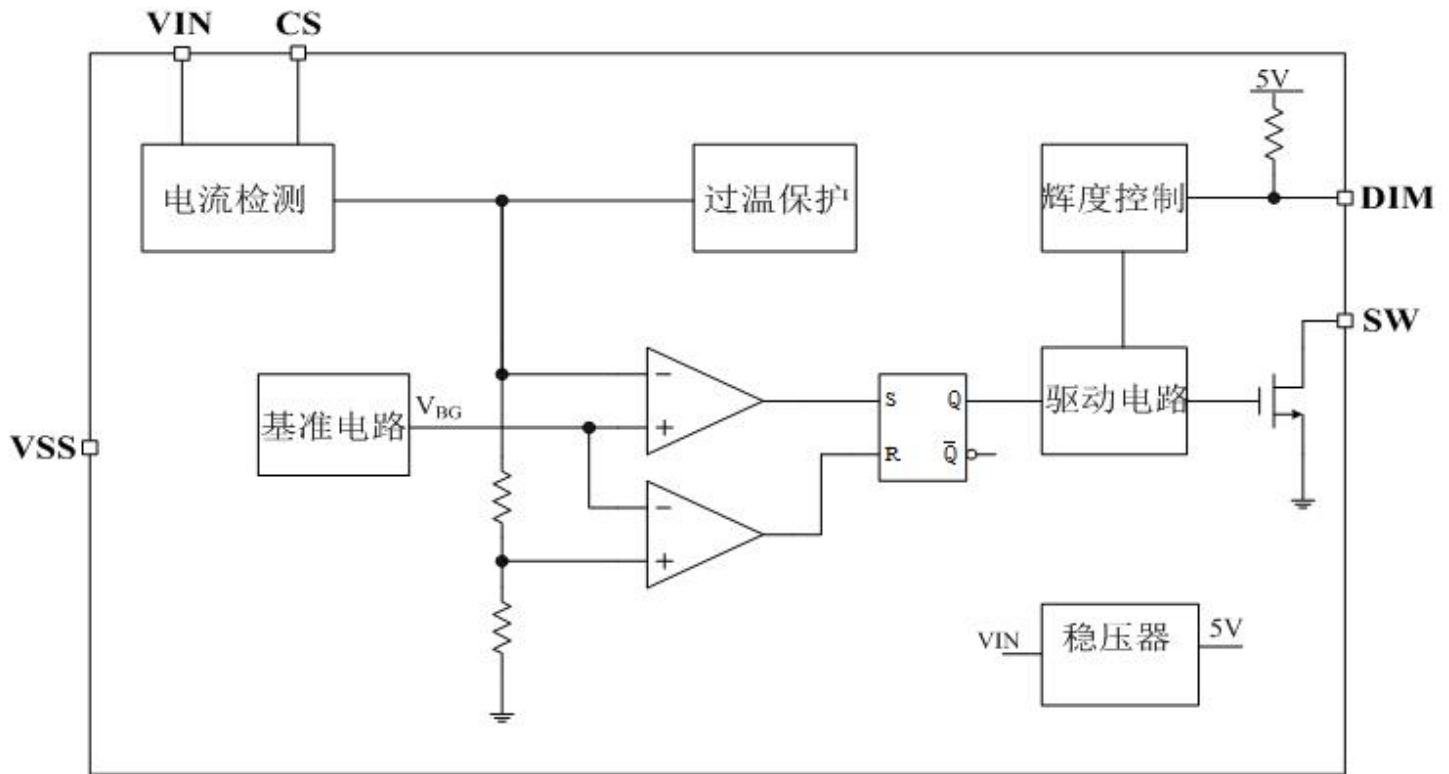 VIN CS
5V
电流检测 过温保护 辉度控制 DIM
SW
基准电路 V_BG − + S Q 驱动电路
VSS R Q̅
− +
VIN 稳压器 5V